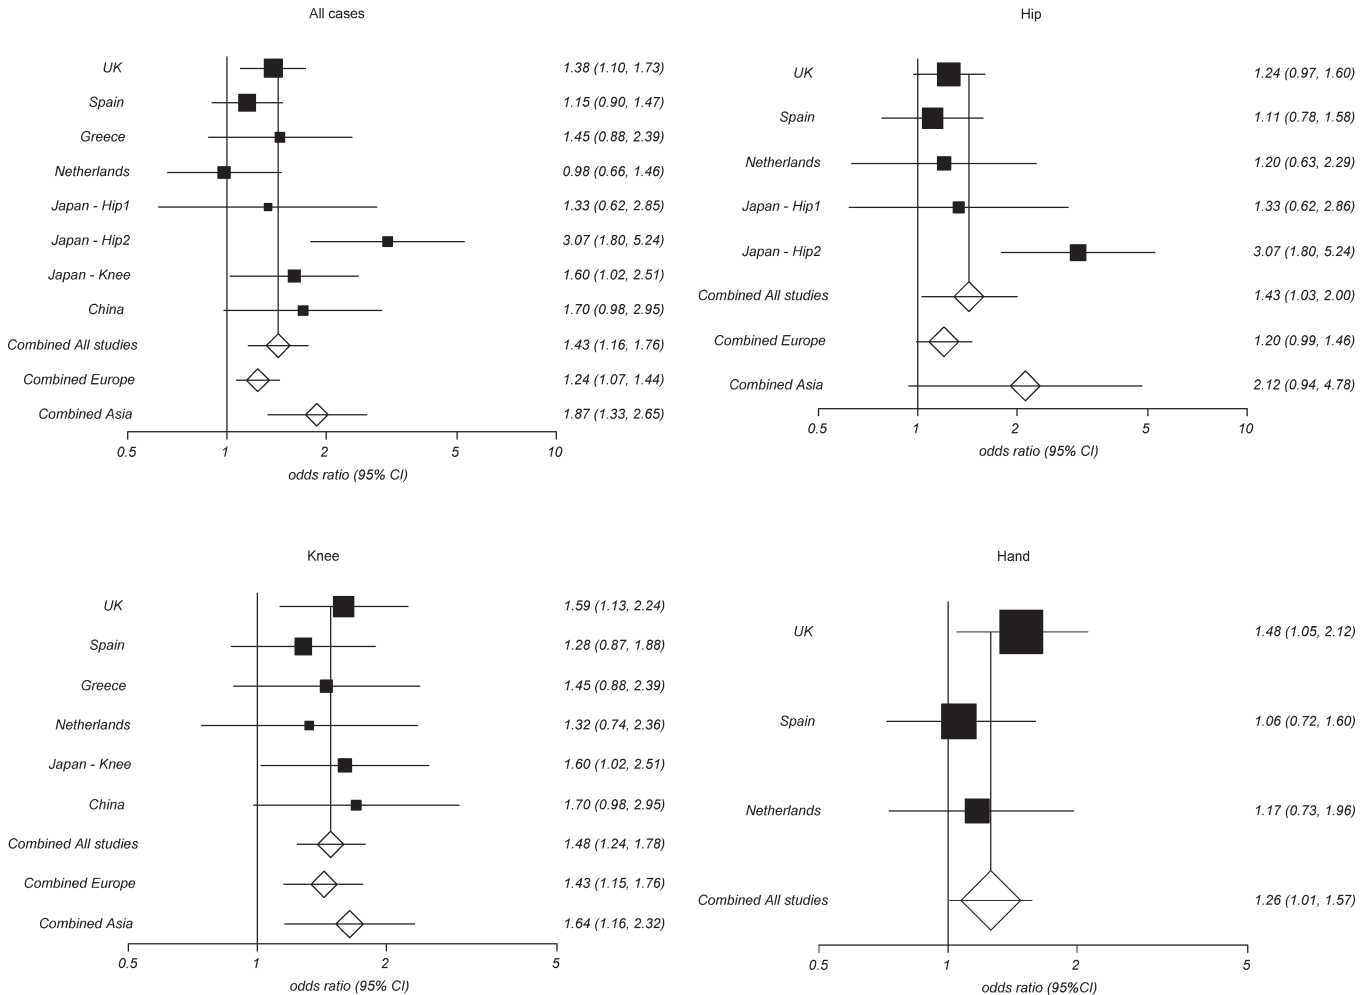 All cases
UK 1.38 (1.10, 1.73)
Spain 1.15 (0.90, 1.47)
Greece 1.45 (0.88, 2.39)
Netherlands 0.98 (0.66, 1.46)
Japan - Hip1 1.33 (0.62, 2.85)
Japan - Hip2 3.07 (1.80, 5.24)
Japan - Knee 1.60 (1.02, 2.51)
China 1.70 (0.98, 2.95)
Combined All studies 1.43 (1.16, 1.76)
Combined Europe 1.24 (1.07, 1.44)
Combined Asia 1.87 (1.33, 2.65)
0.5 1 2 5 10
odds ratio (95% CI)
Hip
UK 1.24 (0.97, 1.60)
Spain 1.11 (0.78, 1.58)
Netherlands 1.20 (0.63, 2.29)
Japan - Hip1 1.33 (0.62, 2.86)
Japan - Hip2 3.07 (1.80, 5.24)
Combined All studies 1.43 (1.03, 2.00)
Combined Europe 1.20 (0.99, 1.46)
Combined Asia 2.12 (0.94, 4.78)
0.5 1 2 5 10
odds ratio (95% CI)
Knee
UK 1.59 (1.13, 2.24)
Spain 1.28 (0.87, 1.88)
Greece 1.45 (0.88, 2.39)
Netherlands 1.32 (0.74, 2.36)
Japan - Knee 1.60 (1.02, 2.51)
China 1.70 (0.98, 2.95)
Combined All studies 1.48 (1.24, 1.78)
Combined Europe 1.43 (1.15, 1.76)
Combined Asia 1.64 (1.16, 2.32)
0.5 1 2 5
odds ratio (95% CI)
Hand
UK 1.48 (1.05, 2.12)
Spain 1.06 (0.72, 1.60)
Netherlands 1.17 (0.73, 1.96)
Combined All studies 1.26 (1.01, 1.57)
0.5 1 2 5
odds ratio (95%CI)